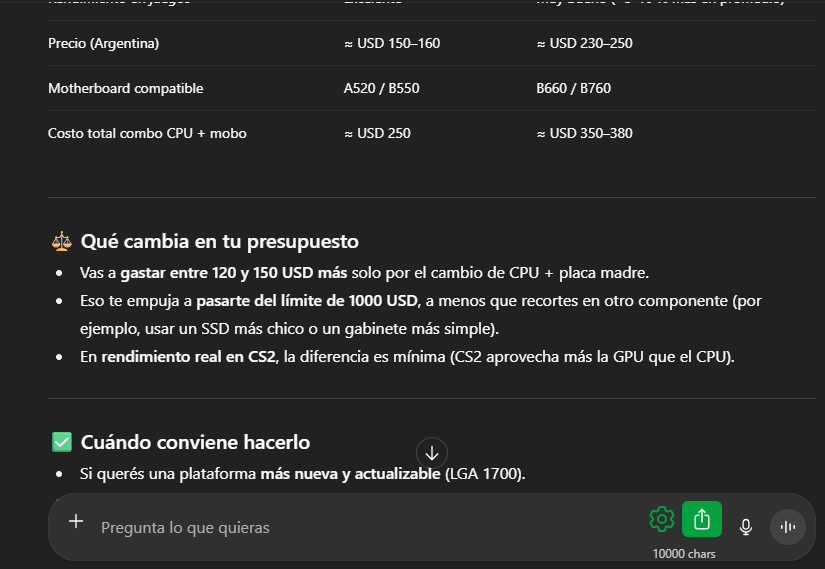 Precio (Argentina) ≈ USD 150–160 ≈ USD 230–250
Motherboard compatible A520 / B550 B660 / B760
Costo total combo CPU + mobo ≈ USD 250 ≈ USD 350–380
Qué cambia en tu presupuesto
Vas a gastar entre 120 y 150 USD más solo por el cambio de CPU + placa madre.
Eso te empuja a pasarte del límite de 1000 USD, a menos que recortes en otro componente (por
ejemplo, usar un SSD más chico o un gabinete más simple).
En rendimiento real en CS2, la diferencia es mínima (CS2 aprovecha más la GPU que el CPU).
Cuándo conviene hacerlo
Si querés una plataforma más nueva y actualizable (LGA 1700).
Pregunta lo que quieras
10000 chars